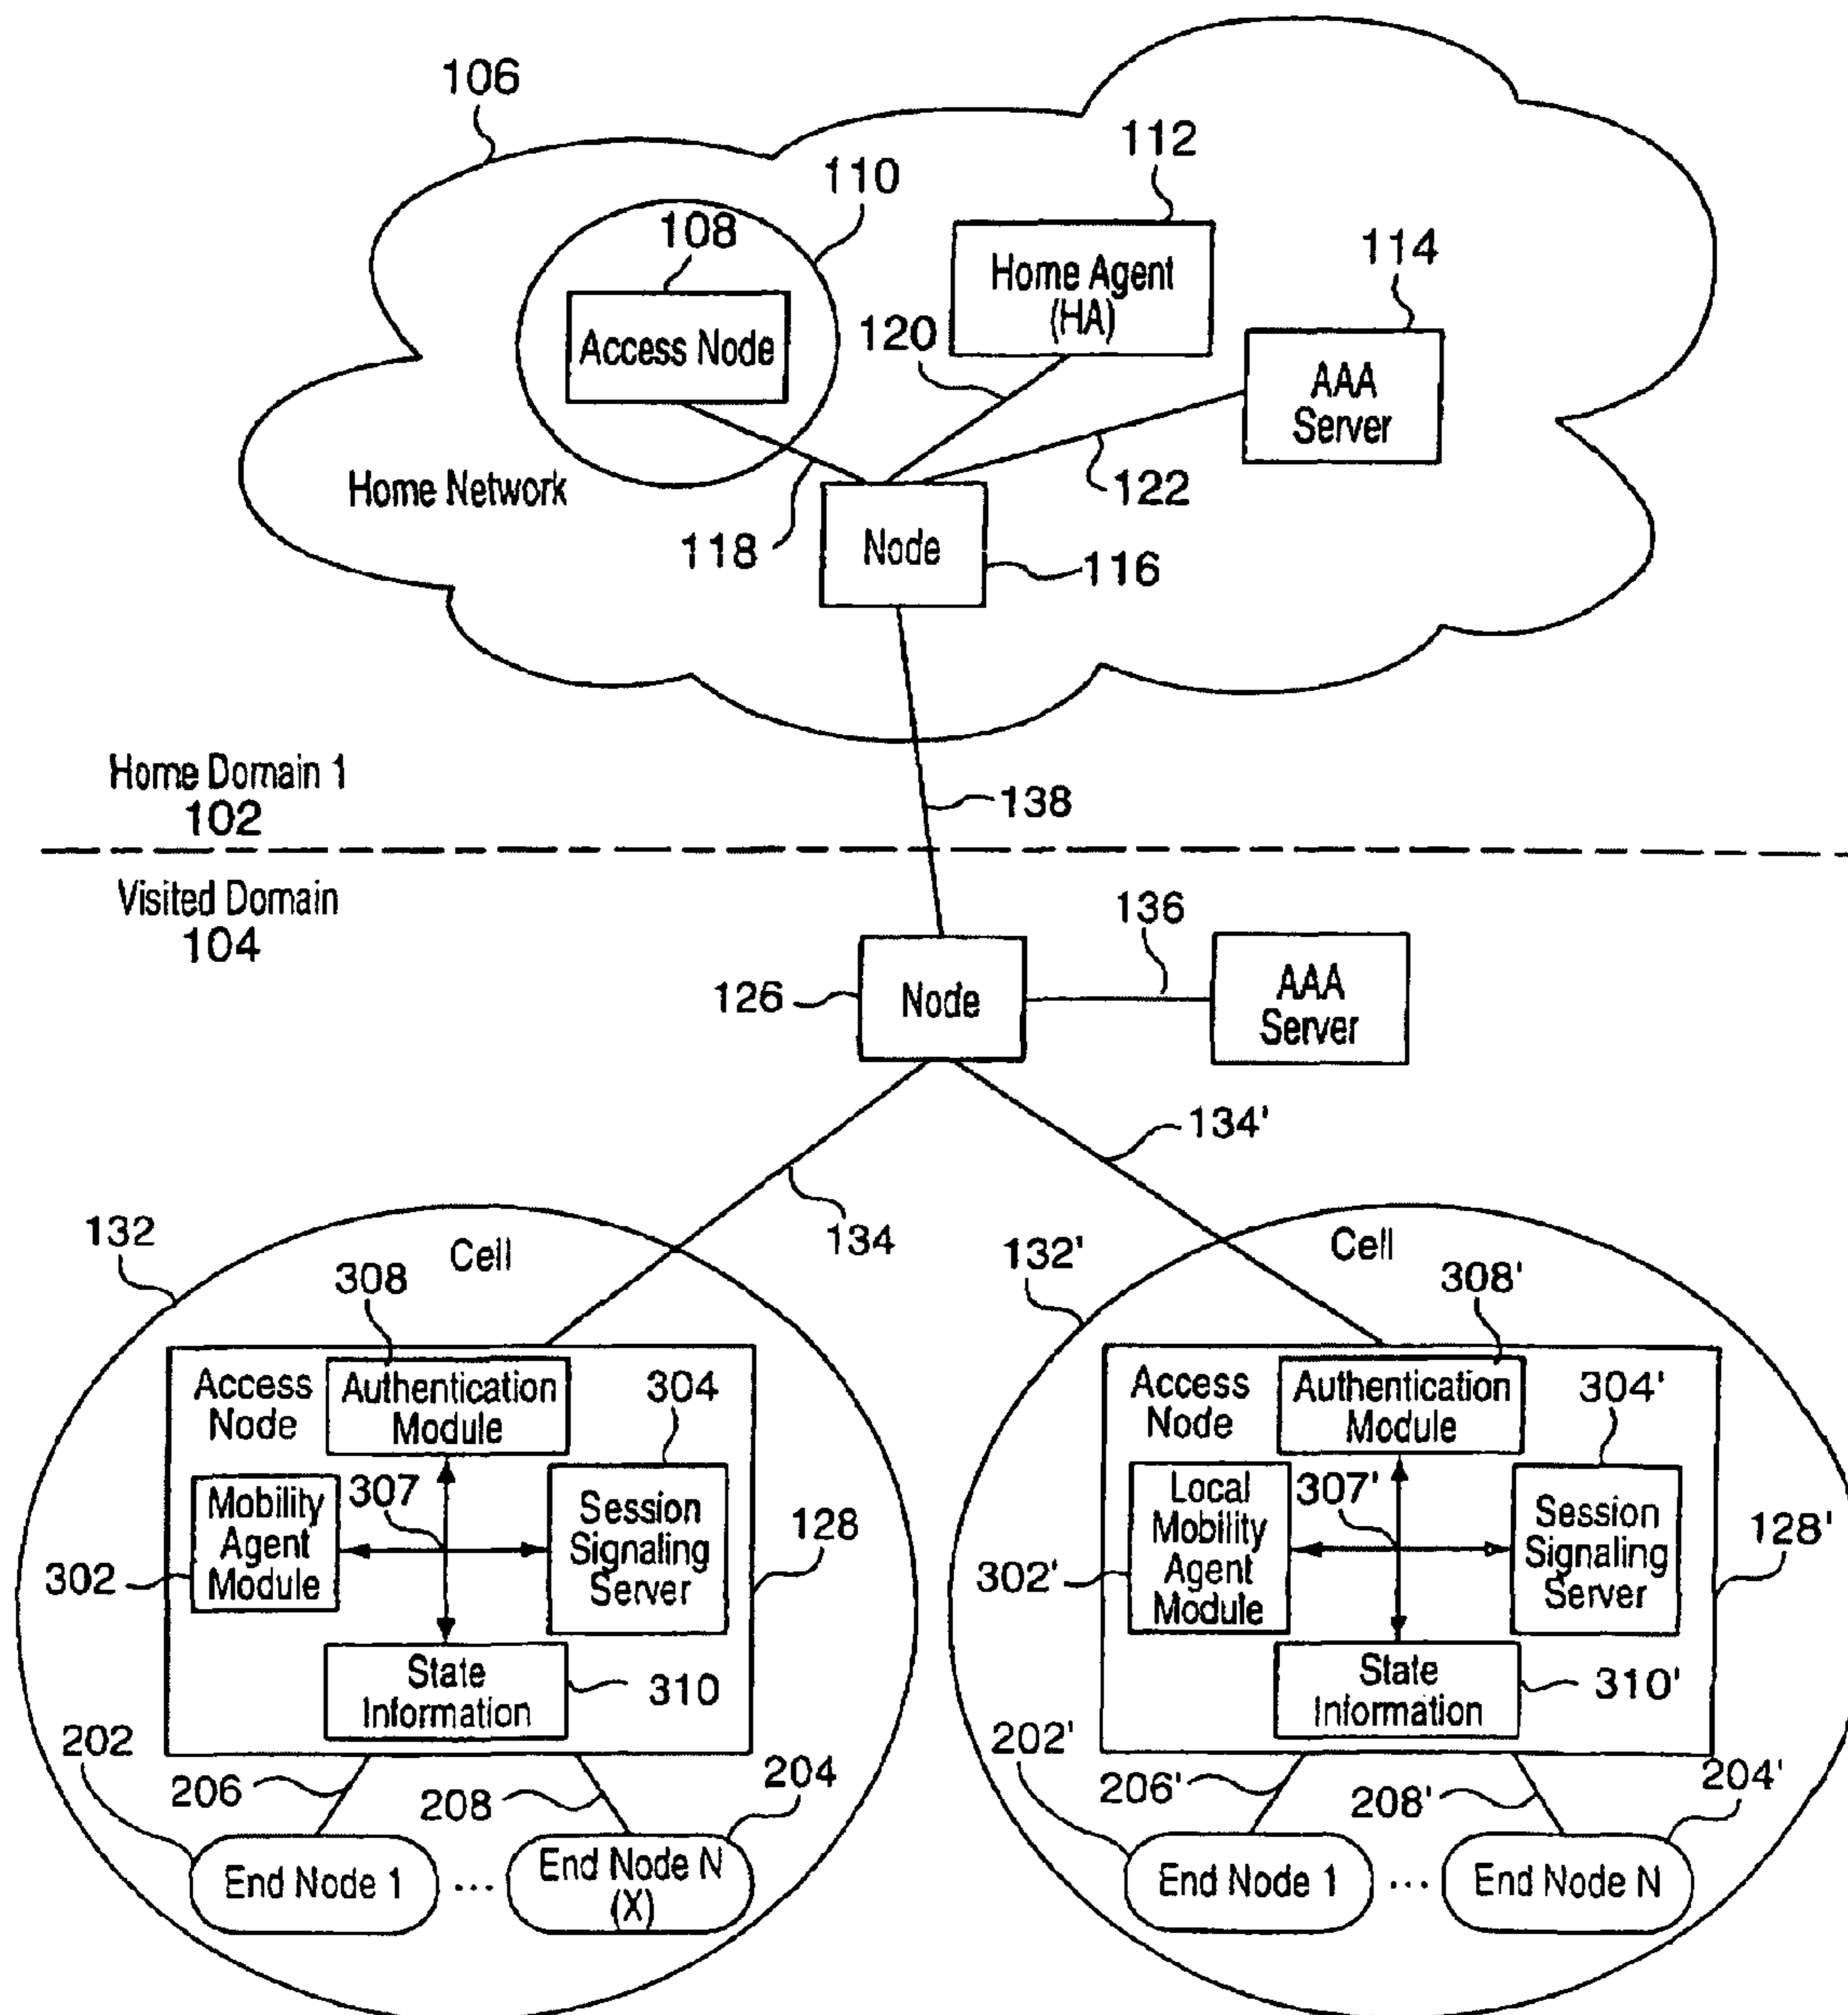 106
110
112
108
114
Home Agent
(HA)
Access Node
120
AAA
Server
Home Network
122
118
Node
116
Home Domain 1
102
138
Visited Domain
104
136
126
Node
AAA
Server
134'
134
132
Cell
308
Access
Node
Authentication
Module
304
307
Mobility
Agent
Module
Session
Signaling
Server
128
302
State
Information
310
202
206
208
204
End Node 1
...
End Node N
(X)
132'
Cell
308'
Access
Node
Authentication
Module
304'
307'
Local
Mobility
Agent
Module
Session
Signaling
Server
128'
302'
State
Information
310'
202'
206'
208'
204'
End Node 1
...
End Node N